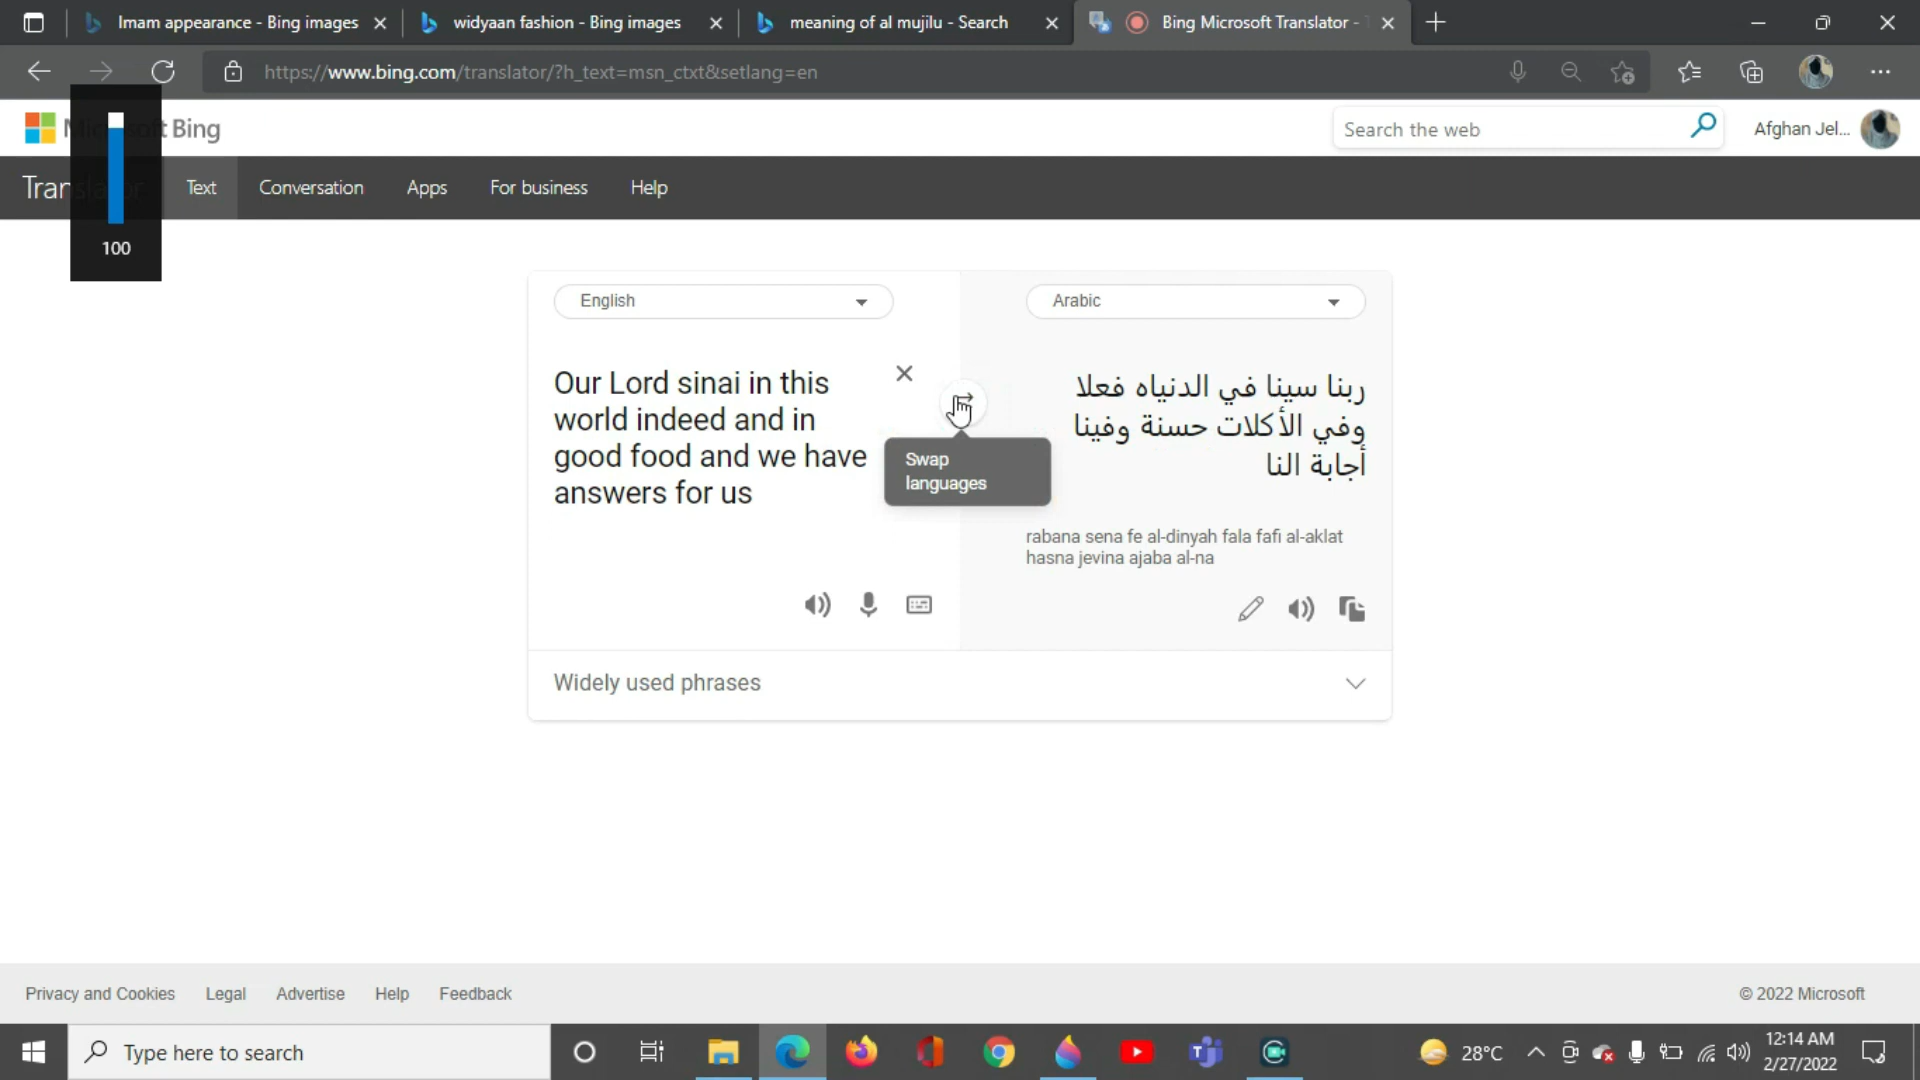 Imam appearance - Bing images
widyaan fashion - Bing images
meaning of al mujilu - Search
Bing Microsoft Translator -
https://www.bing.com/translator/?h_text=msn_ctxt&setlang=en
Microsoft Bing
Search the web
Afghan Jel...
Translator
Text
Conversation
Apps
For business
Help
100
English
Arabic
Our Lord sinai in this
world indeed and in
good food and we have
answers for us
Swap
languages
ربنا سينا في الدنياه فعلا
وفي الأكلات حسنة وفينا
أجابة النا
rabana sena fe al-dinyah fala fafi al-aklat
hasna jevina ajaba al-na
Widely used phrases
Privacy and Cookies
Legal
Advertise
Help
Feedback
© 2022 Microsoft
Type here to search
28°C
12:14 AM
2/27/2022